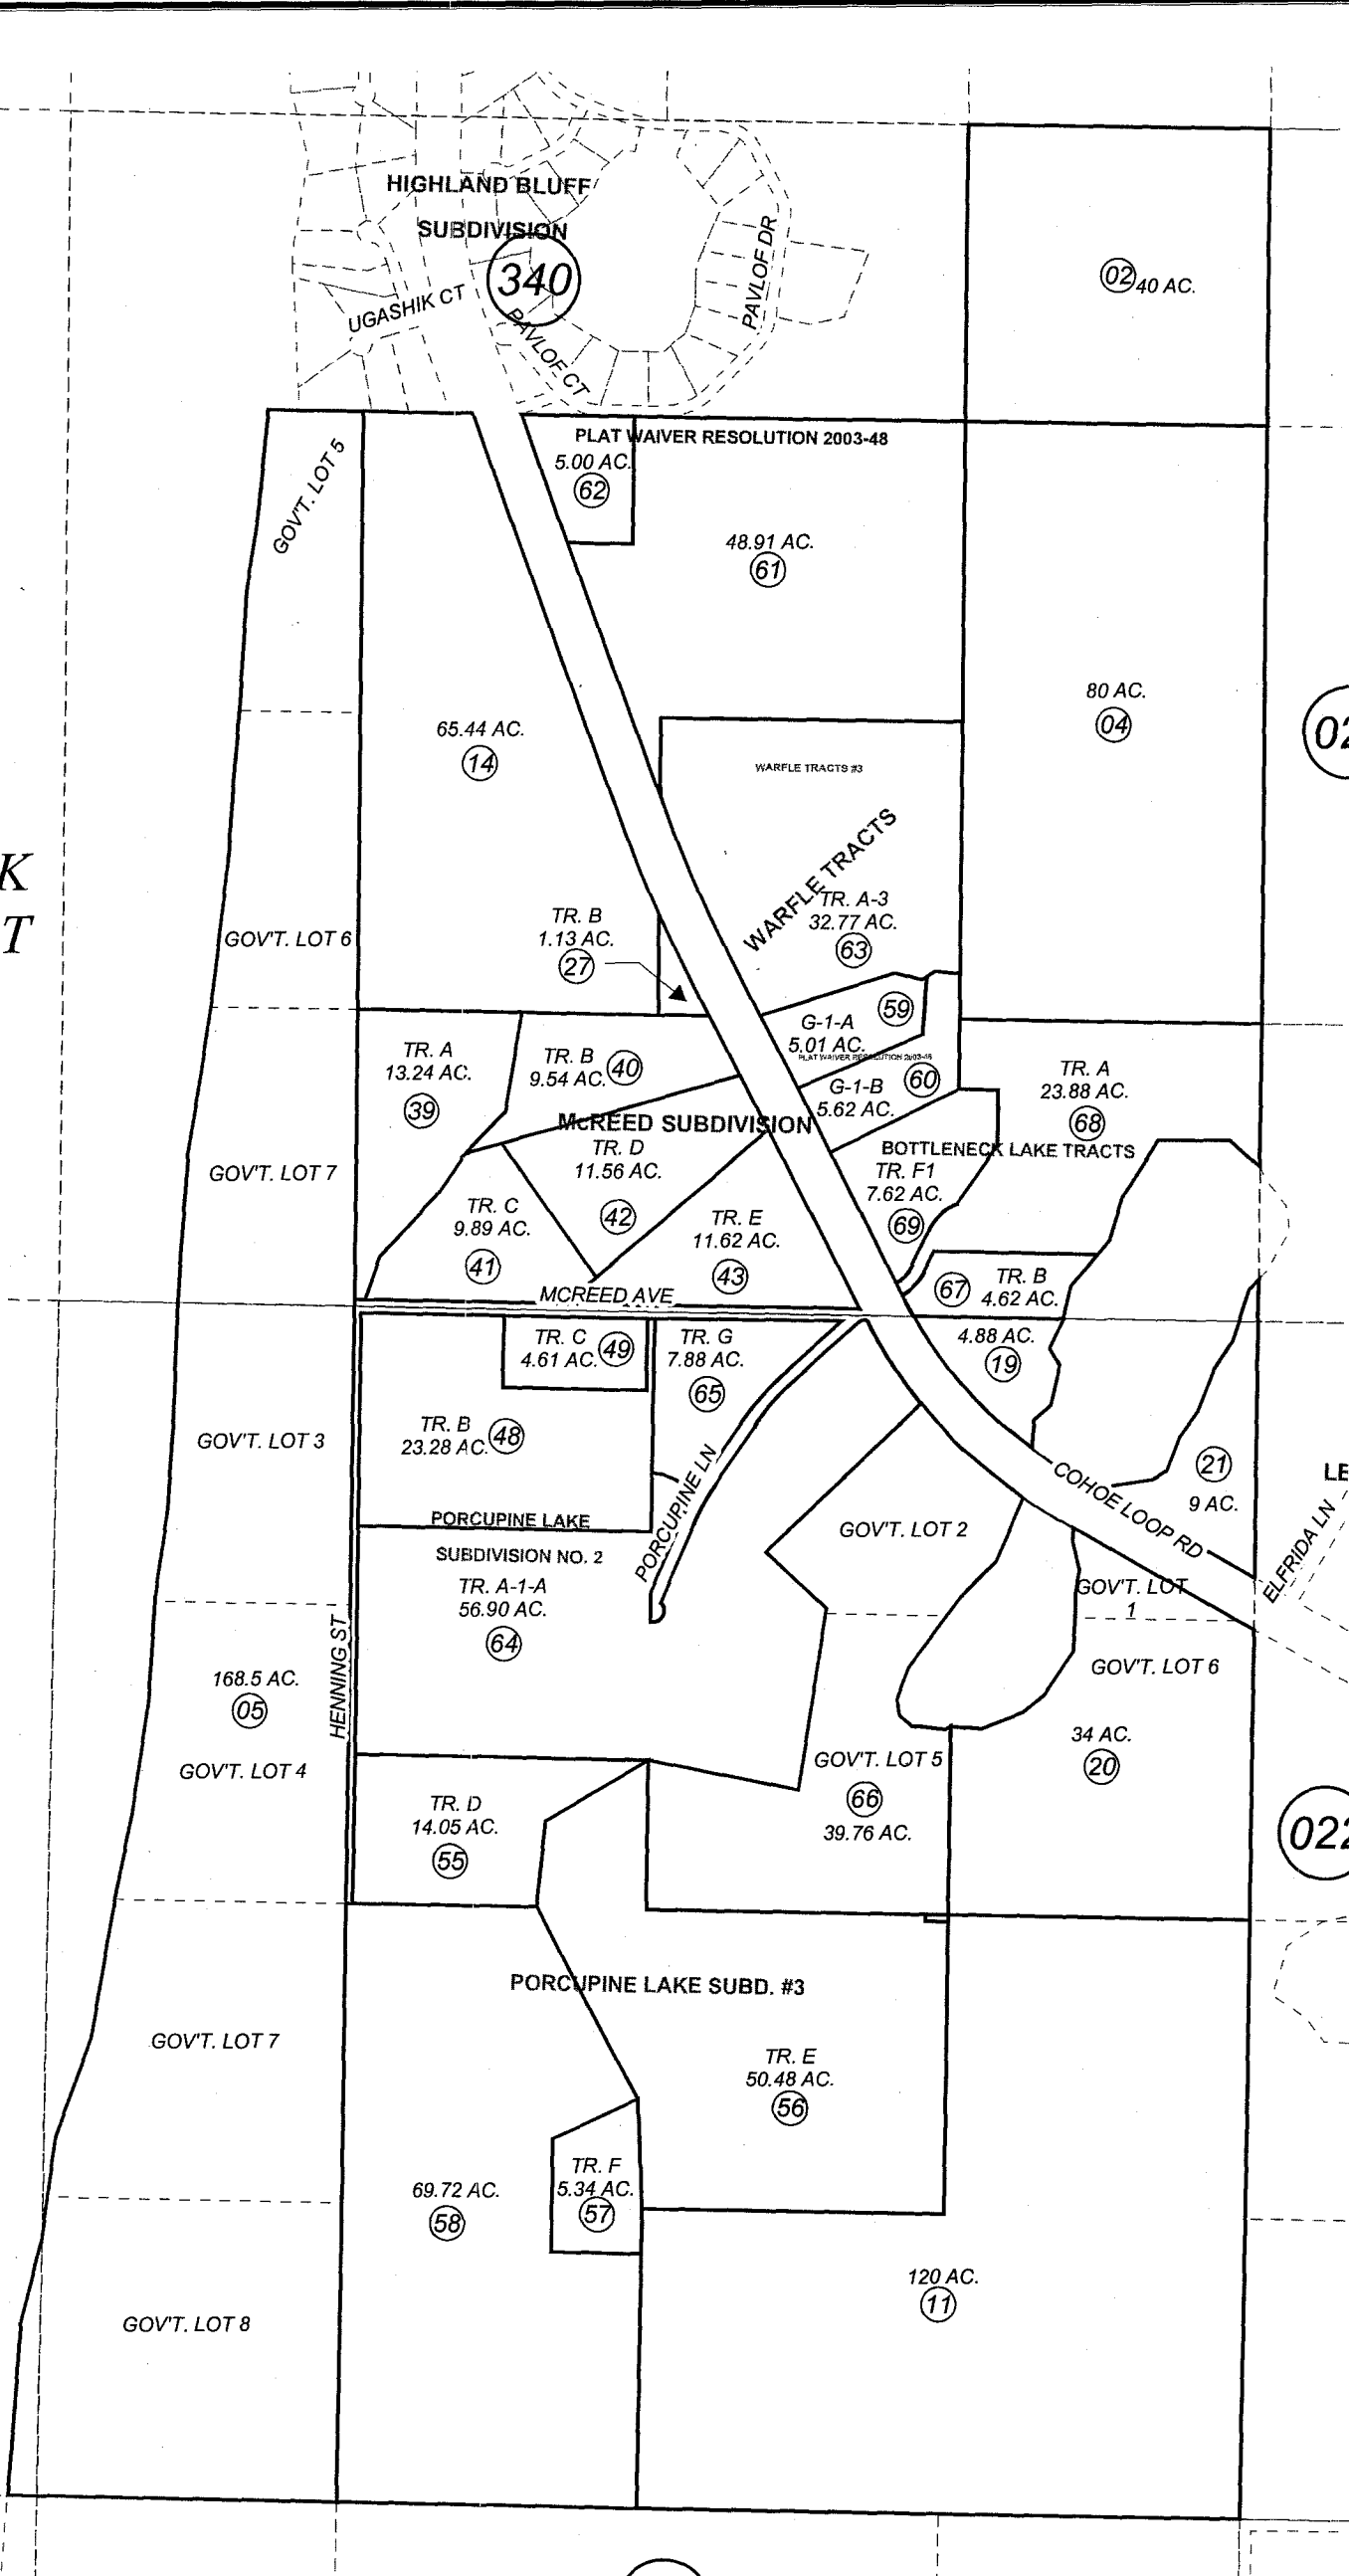 HIGHLAND BLUFF
SUBDIVISION
340
UGASHIK CT
PAVLOF CT
PAVLOF DR
02 40 AC.
GOV'T. LOT 5
PLAT WAIVER RESOLUTION 2003-48
5.00 AC.
62
48.91 AC.
61
80 AC.
04
02
65.44 AC.
14
WARFLE TRACTS #3
WARFLE TRACTS
K
T
TR. A-3
32.77 AC.
63
TR. B
1.13 AC.
27
GOV'T. LOT 6
G-1-A
5.01 AC.
59
PLAT WAIVER RESOLUTION 2003-48
G-1-B
5.62 AC.
60
TR. A
13.24 AC.
39
TR. B
9.54 AC.
40
TR. A
23.88 AC.
68
McREED SUBDIVISION
TR. D
11.56 AC.
42
BOTTLENECK LAKE TRACTS
TR. F1
7.62 AC.
69
GOV'T. LOT 7
TR. C
9.89 AC.
41
TR. E
11.62 AC.
43
67
TR. B
4.62 AC.
MCREED AVE
TR. C
4.61 AC.
49
TR. G
7.88 AC.
65
4.88 AC.
19
GOV'T. LOT 3
TR. B
23.28 AC.
48
PORCUPINE LN
COHOE LOOP RD
21
9 AC.
LE
ELFRIDA LN
PORCUPINE LAKE
SUBDIVISION NO. 2
TR. A-1-A
56.90 AC.
64
GOV'T. LOT 2
GOV'T. LOT
1
HENNING ST
168.5 AC.
05
GOV'T. LOT 6
34 AC.
20
GOV'T. LOT 4
GOV'T. LOT 5
66
39.76 AC.
TR. D
14.05 AC.
55
022
PORCUPINE LAKE SUBD. #3
GOV'T. LOT 7
TR. E
50.48 AC.
56
TR. F
5.34 AC.
57
69.72 AC.
58
120 AC.
11
GOV'T. LOT 8